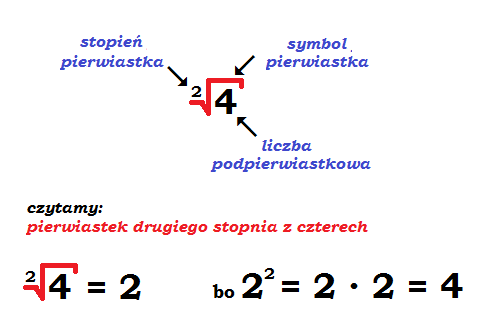 stopień
pierwiastka
symbol
pierwiastka
²√4
liczba
podpierwiastkowa
czytamy:
pierwiastek drugiego stopnia z czterech
²√4 = 2 bo 2² = 2 · 2 = 4